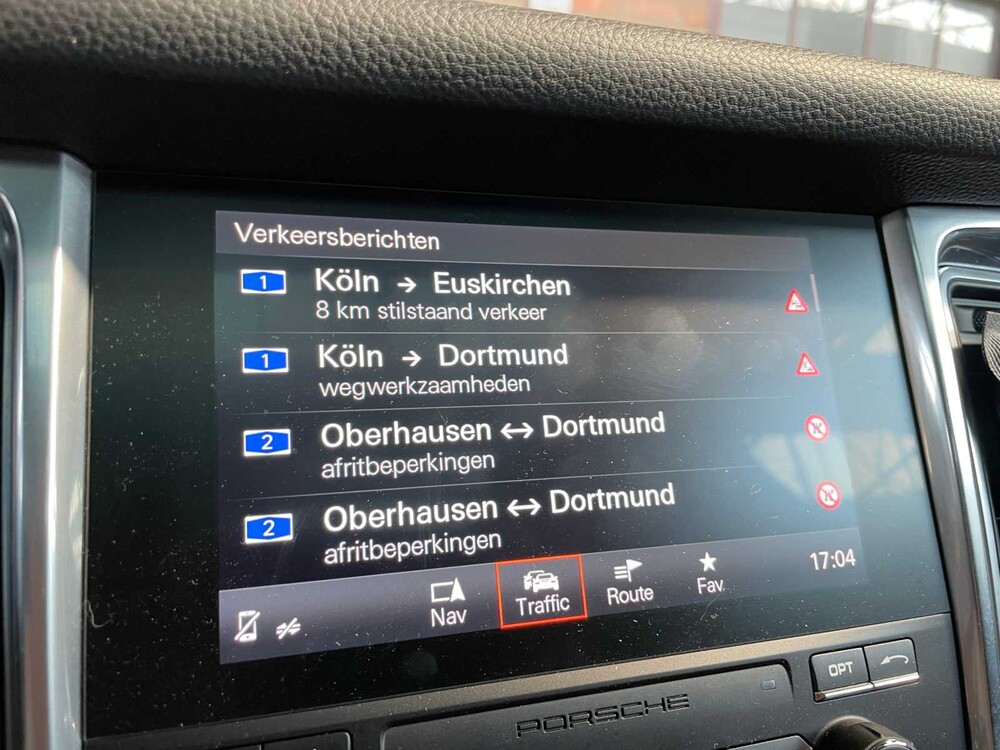 Verkeersberichten
1 Köln → Euskirchen
8 km stilstaand verkeer
1 Köln → Dortmund
wegwerkzaamheden
2 Oberhausen ↔ Dortmund
afritbeperkingen
2 Oberhausen ↔ Dortmund
afritbeperkingen
Nav Traffic Route Fav 17:04
OPT
PORSCHE